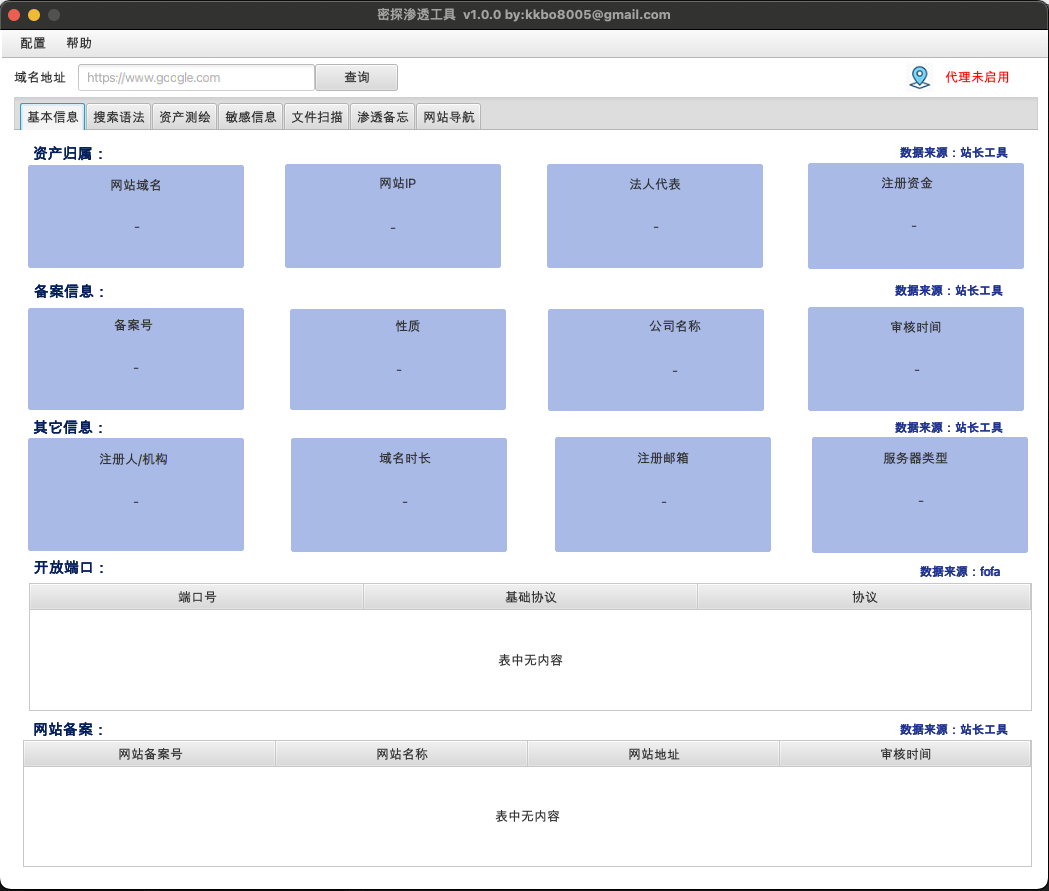 密探渗透工具 v1.0.0 by:kkbo8005@gmail.com
配置 帮助
域名地址 https://www.gccgle.com 查询 代理未启用
基本信息 搜索语法 资产测绘 敏感信息 文件扫描 渗透备忘 网站导航
资产归属： 数据来源：站长工具
网站域名 网站IP 法人代表 注册资金
- - - -
备案信息： 数据来源：站长工具
备案号 性质 公司名称 审核时间
- - - -
其它信息： 数据来源：站长工具
注册人/机构 域名时长 注册邮箱 服务器类型
- - - -
开放端口： 数据来源：fofa
端口号 基础协议 协议
表中无内容
网站备案： 数据来源：站长工具
网站备案号 网站名称 网站地址 审核时间
表中无内容